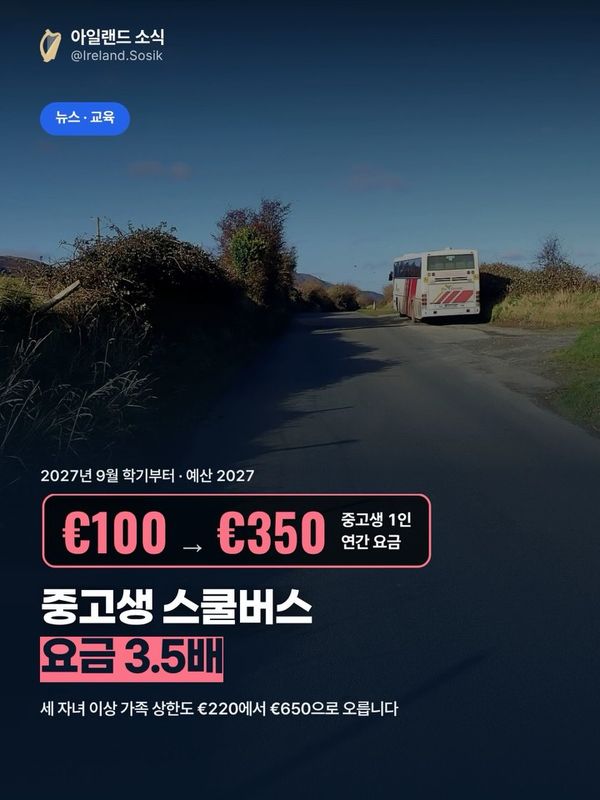 아일랜드 소식
@Ireland.Sosik
뉴스 · 교육
2027년 9월 학기부터 · 예산 2027
€100 → €350 중고생 1인
연간 요금
중고생 스쿨버스
요금 3.5배
세 자녀 이상 가족 상한도 €220에서 €650으로 오릅니다